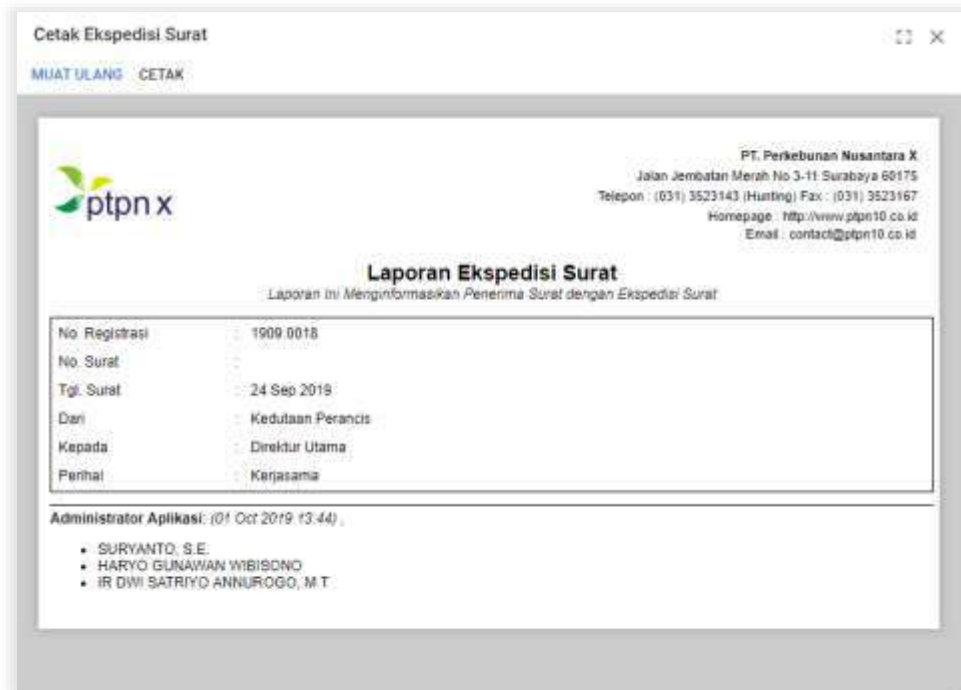 Cetak Ekspedisi Surat
MUAT ULANG CETAK
ptpn x
PT. Perkebunan Nusantara X
Jalan Jembatan Merah No 3-11 Surabaya 60175
Telepon : (031) 3523143 (Hunting) Fax : (031) 3523167
Homepage : http://www.ptpn10.co.id
Email : contact@ptpn10.co.id
Laporan Ekspedisi Surat
Laporan Ini Menginformasikan Penerima Surat dengan Ekspedisi Surat
No. Registrasi : 1909.0018
No. Surat :
Tgl. Surat : 24 Sep 2019
Dari : Kedutaan Perancis
Kepada : Direktur Utama
Perihal : Kerjasama
Administrator Aplikasi: (01 Oct 2019 13:44) ,
• SURYANTO, S.E.
• HARYO GUNAWAN WIBISONO
• IR DWI SATRIYO ANNUROGO, M.T